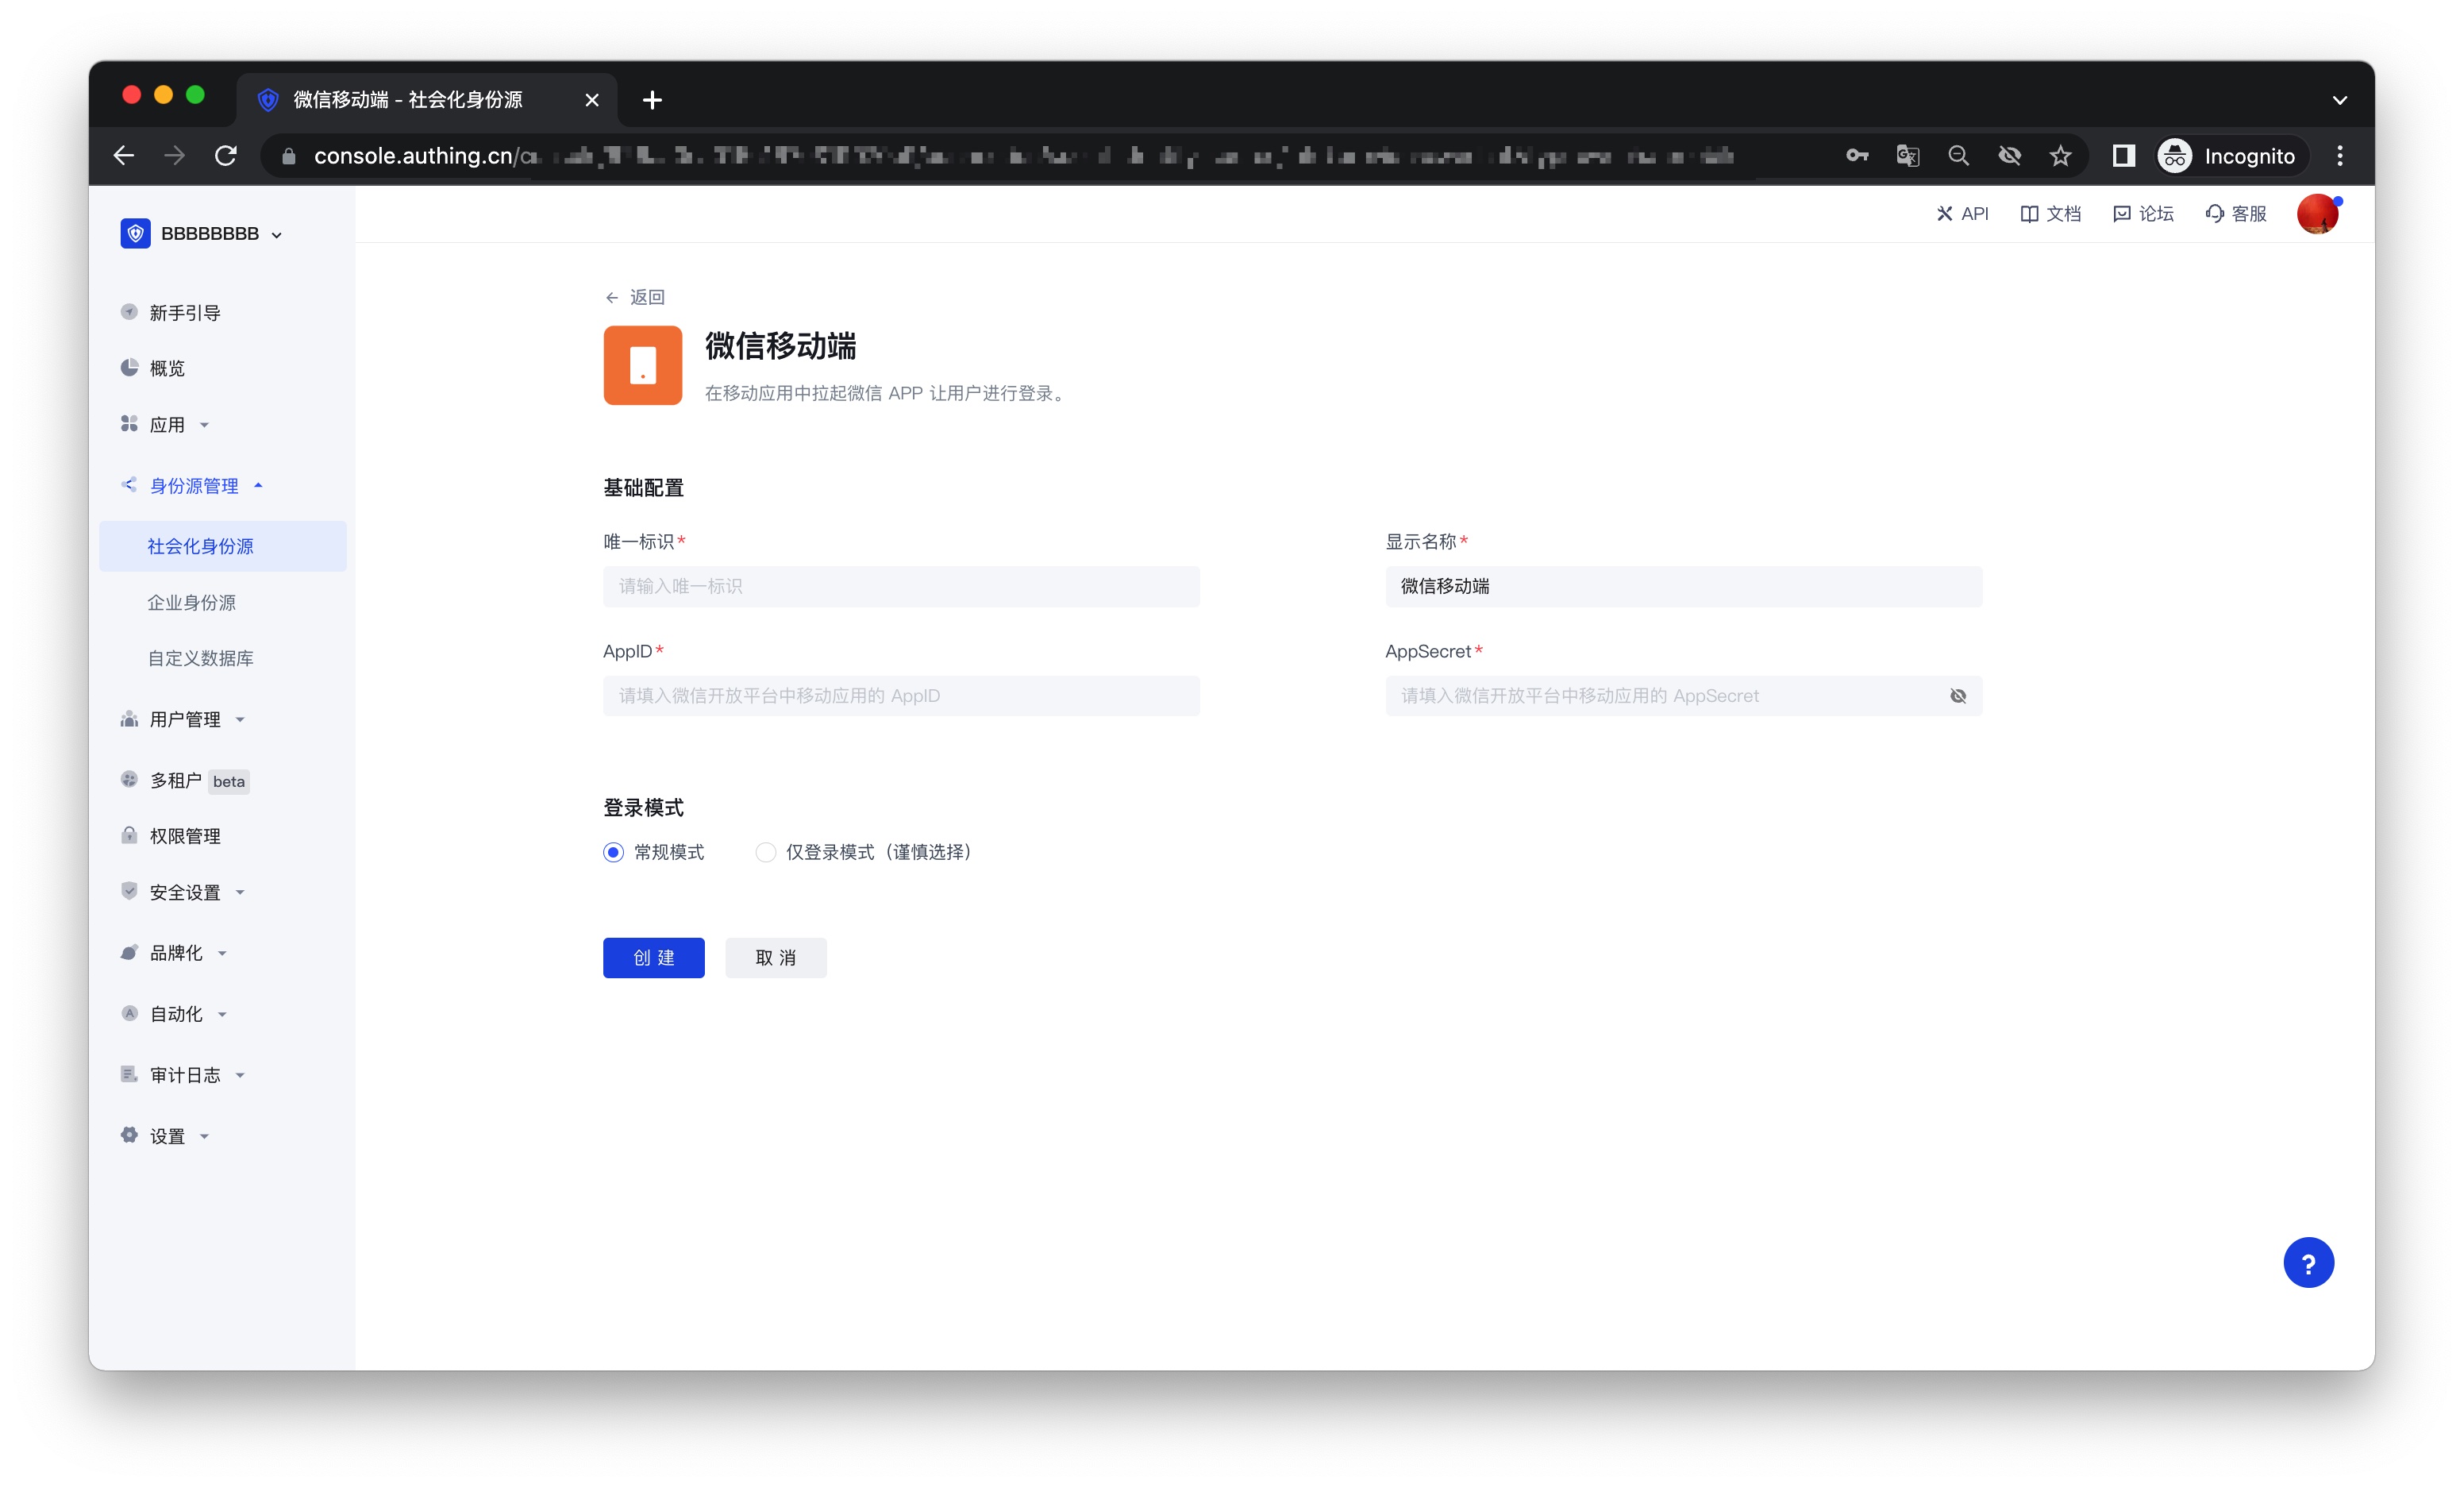 微信移动端 - 社会化身份源
console.authing.cn/
Incognito
BBBBBBBB
API 文档 论坛 客服
新手引导
概览
应用
身份源管理
社会化身份源
企业身份源
自定义数据库
用户管理
多租户 beta
权限管理
安全设置
品牌化
自动化
审计日志
设置
返回
微信移动端
在移动应用中拉起微信 APP 让用户进行登录。
基础配置
唯一标识* 显示名称*
请输入唯一标识 微信移动端
AppID* AppSecret*
请填入微信开放平台中移动应用的 AppID 请填入微信开放平台中移动应用的 AppSecret
登录模式
常规模式 仅登录模式（谨慎选择）
创 建 取 消
?